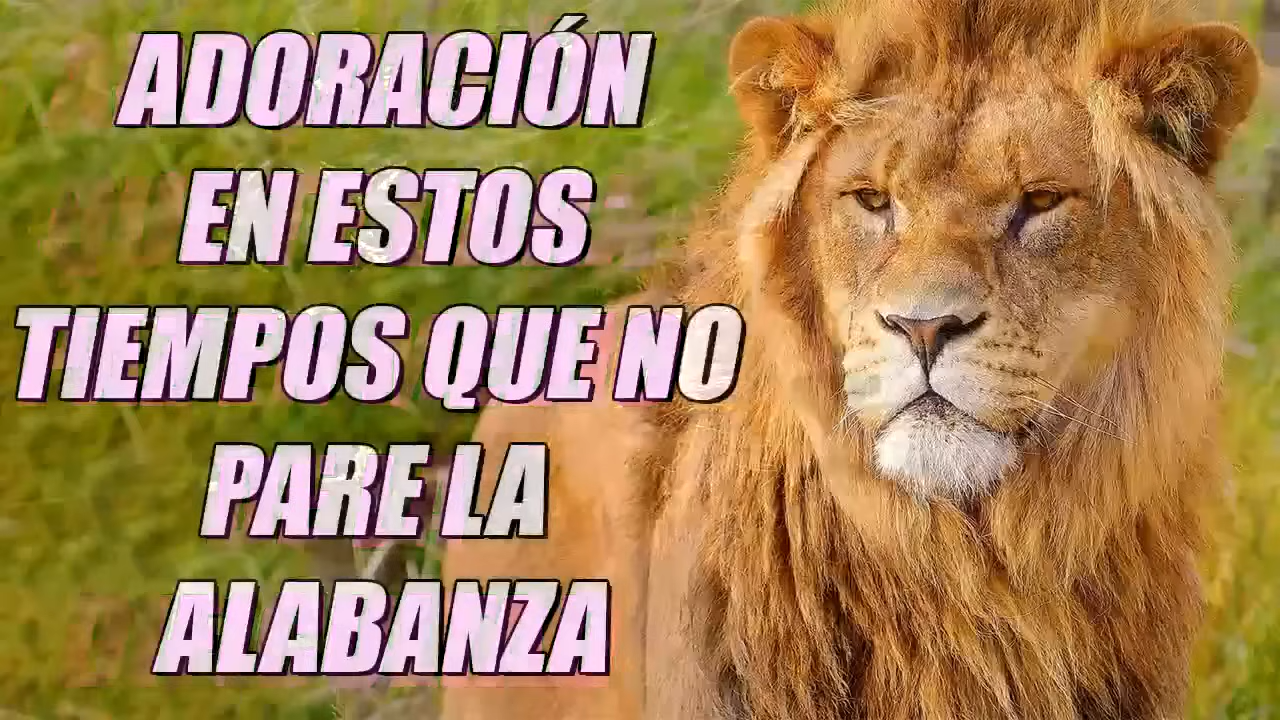 ADORACIÓN
EN ESTOS
TIEMPOS QUE NO
PARE LA
ALABANZA